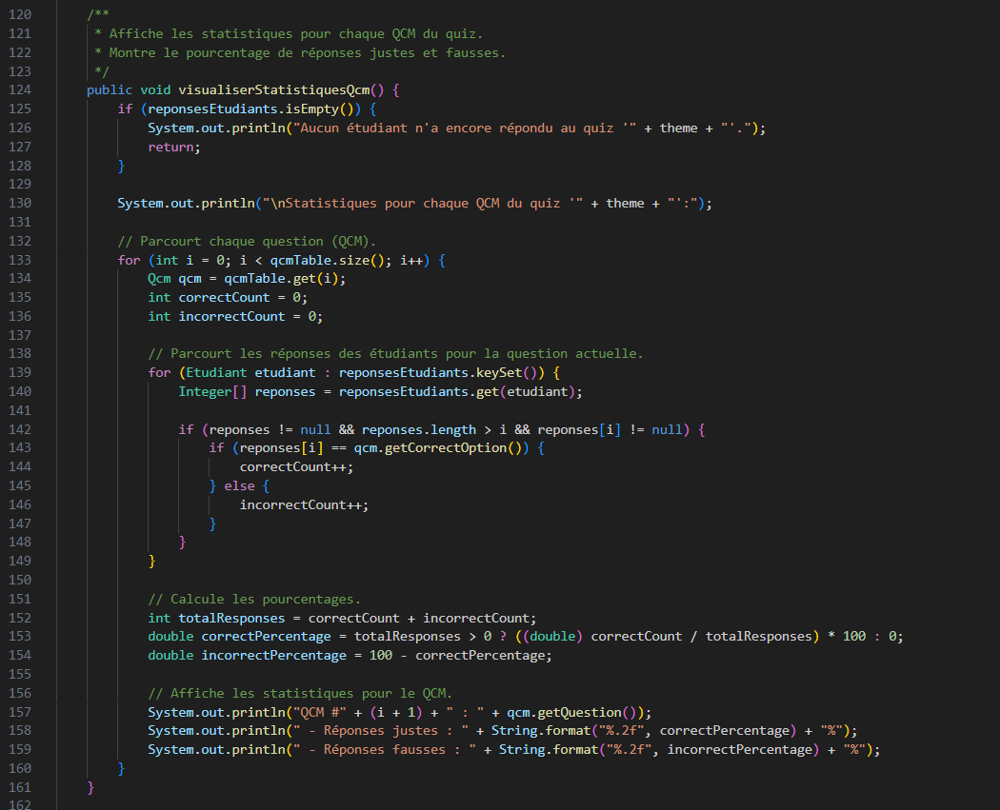 120 /**
121 * Affiche les statistiques pour chaque QCM du quiz.
122 * Montre le pourcentage de réponses justes et fausses.
123 */
124 public void visualiserStatistiquesQcm() {
125 if (reponsesEtudiants.isEmpty()) {
126 System.out.println("Aucun étudiant n'a encore répondu au quiz '" + theme + "'.");
127 return;
128 }
129
130 System.out.println("\nStatistiques pour chaque QCM du quiz '" + theme + "':");
131
132 // Parcourt chaque question (QCM).
133 for (int i = 0; i < qcmTable.size(); i++) {
134 Qcm qcm = qcmTable.get(i);
135 int correctCount = 0;
136 int incorrectCount = 0;
137
138 // Parcourt les réponses des étudiants pour la question actuelle.
139 for (Etudiant etudiant : reponsesEtudiants.keySet()) {
140 Integer[] reponses = reponsesEtudiants.get(etudiant);
141
142 if (reponses != null && reponses.length > i && reponses[i] != null) {
143 if (reponses[i] == qcm.getCorrectOption()) {
144 correctCount++;
145 } else {
146 incorrectCount++;
147 }
148 }
149 }
150
151 // Calcule les pourcentages.
152 int totalResponses = correctCount + incorrectCount;
153 double correctPercentage = totalResponses > 0 ? ((double) correctCount / totalResponses) * 100 : 0;
154 double incorrectPercentage = 100 - correctPercentage;
155
156 // Affiche les statistiques pour le QCM.
157 System.out.println("QCM #" + (i + 1) + " : " + qcm.getQuestion());
158 System.out.println(" - Réponses justes : " + String.format("%.2f", correctPercentage) + "%");
159 System.out.println(" - Réponses fausses : " + String.format("%.2f", incorrectPercentage) + "%");
160 }
161 }
162